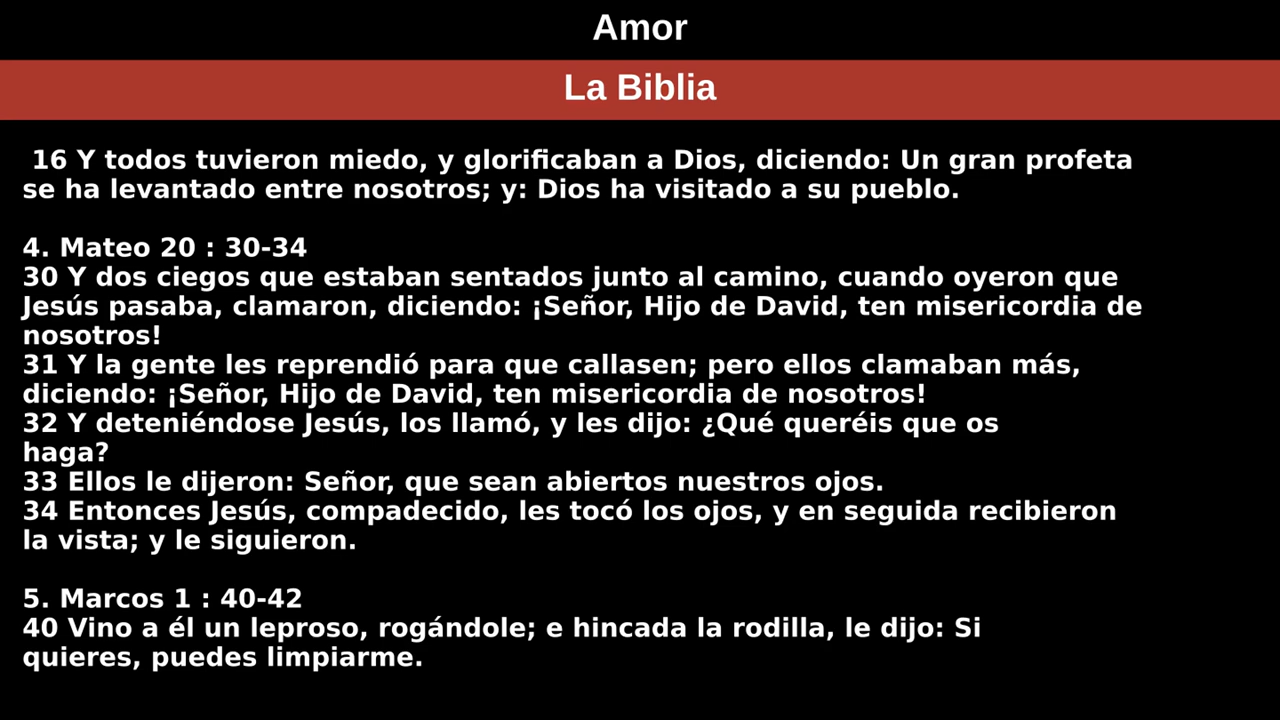 Amor
La Biblia
16 Y todos tuvieron miedo, y glorificaban a Dios, diciendo: Un gran profeta
se ha levantado entre nosotros; y: Dios ha visitado a su pueblo.
4. Mateo 20 : 30-34
30 Y dos ciegos que estaban sentados junto al camino, cuando oyeron que
Jesús pasaba, clamaron, diciendo: ¡Señor, Hijo de David, ten misericordia de
nosotros!
31 Y la gente les reprendió para que callasen; pero ellos clamaban más,
diciendo: ¡Señor, Hijo de David, ten misericordia de nosotros!
32 Y deteniéndose Jesús, los llamó, y les dijo: ¿Qué queréis que os
haga?
33 Ellos le dijeron: Señor, que sean abiertos nuestros ojos.
34 Entonces Jesús, compadecido, les tocó los ojos, y en seguida recibieron
la vista; y le siguieron.
5. Marcos 1 : 40-42
40 Vino a él un leproso, rogándole; e hincada la rodilla, le dijo: Si
quieres, puedes limpiarme.